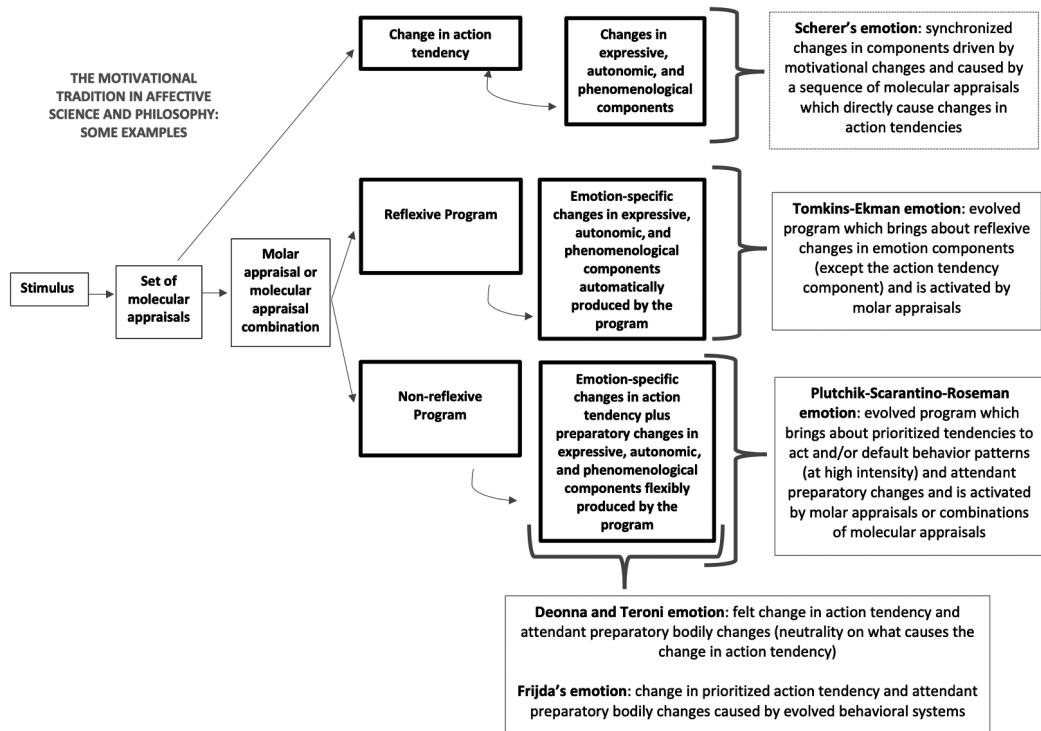 THE MOTIVATIONAL
TRADITION IN AFFECTIVE
SCIENCE AND PHILOSOPHY:
SOME EXAMPLES
Change in action
tendency
Changes in
expressive,
autonomic, and
phenomenological
components
Scherer's emotion: synchronized
changes in components driven by
motivational changes and caused by
a sequence of molecular appraisals
which directly cause changes in
action tendencies
Stimulus
Set of
molecular
appraisals
Molar
appraisal or
molecular
appraisal
combination
Reflexive Program
Emotion-specific
changes in expressive,
autonomic, and
phenomenological
components
automatically
produced by the
program
Tomkins-Ekman emotion: evolved
program which brings about reflexive
changes in emotion components
(except the action tendency
component) and is activated by
molar appraisals
Non-reflexive
Program
Emotion-specific
changes in action
tendency plus
preparatory changes in
expressive, autonomic,
and phenomenological
components flexibly
produced by the
program
Plutchik-Scarantino-Roseman
emotion: evolved program which
brings about prioritized tendencies to
act and/or default behavior patterns
(at high intensity) and attendant
preparatory changes and is activated
by molar appraisals or combinations
of molecular appraisals
Deonna and Teroni emotion: felt change in action tendency and
attendant preparatory bodily changes (neutrality on what causes the
change in action tendency)
Frijda's emotion: change in prioritized action tendency and attendant
preparatory bodily changes caused by evolved behavioral systems